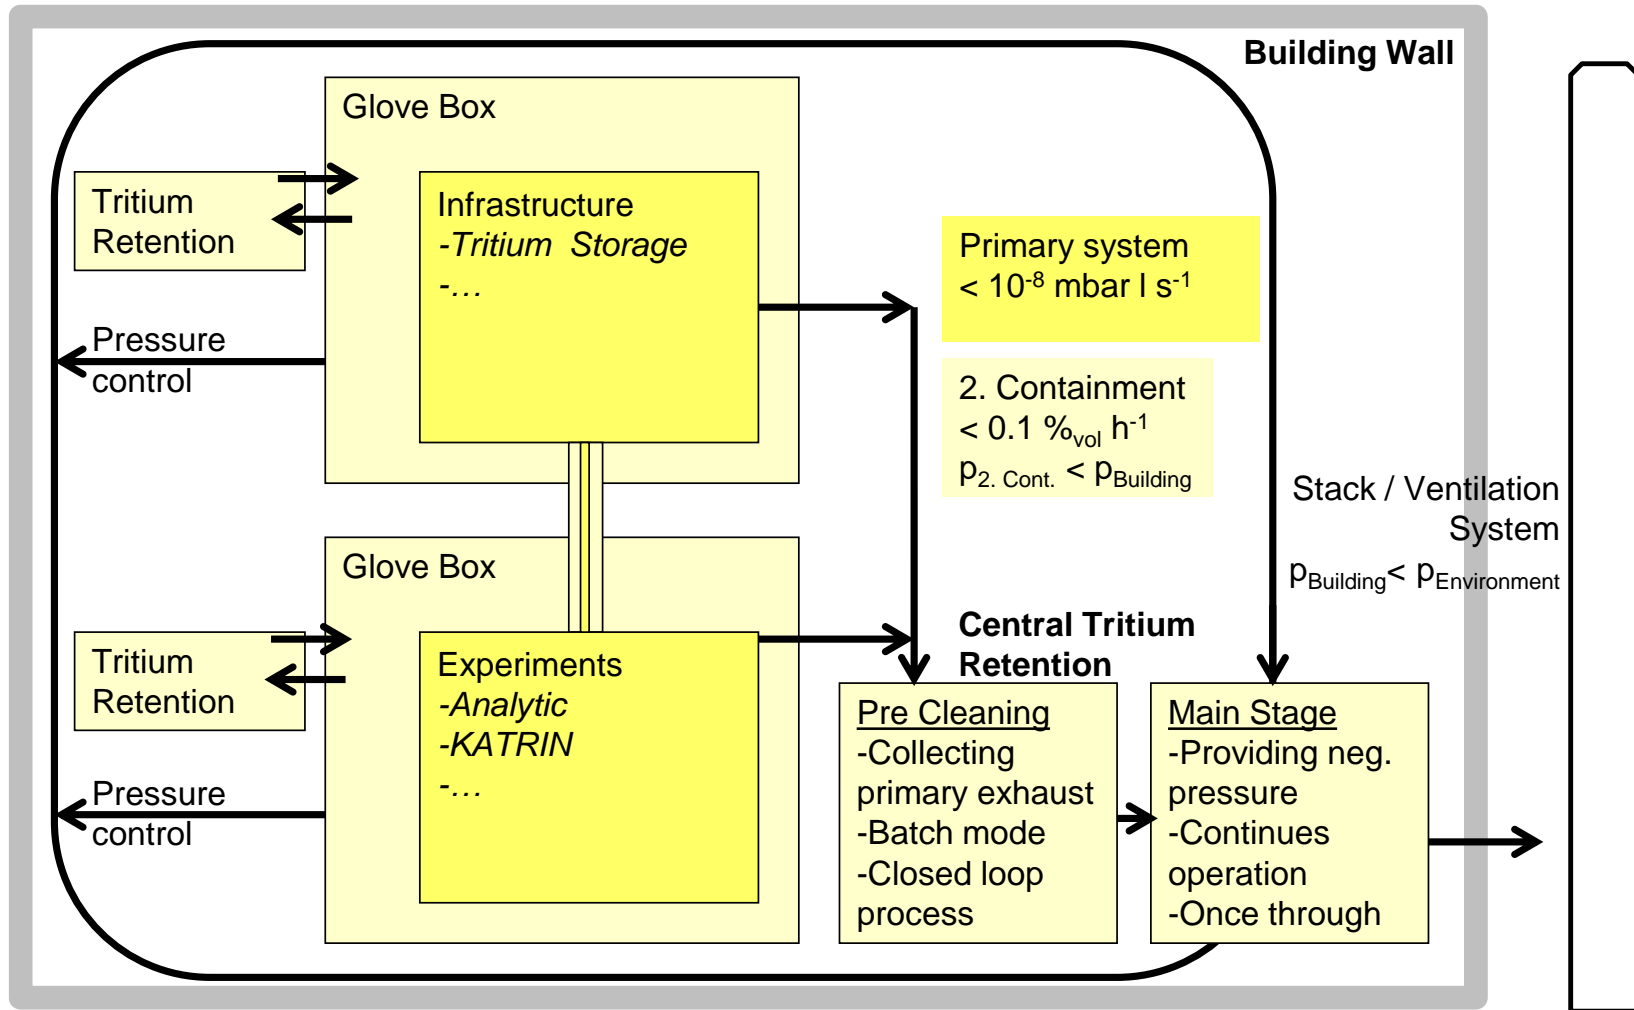 Building Wall
Glove Box
Tritium
Retention
Infrastructure
-Tritium Storage
-…
Primary system
< 10-8 mbar l s-1
Pressure
control
2. Containment
< 0.1 %vol h-1
p2. Cont. < pBuilding
Stack / Ventilation
System
pBuilding< pEnvironment
Glove Box
Tritium
Retention
Experiments
-Analytic
-KATRIN
-…
Central Tritium
Retention
Pressure
control
Pre Cleaning
-Collecting
primary exhaust
-Batch mode
-Closed loop
process
Main Stage
-Providing neg.
pressure
-Continues
operation
-Once through